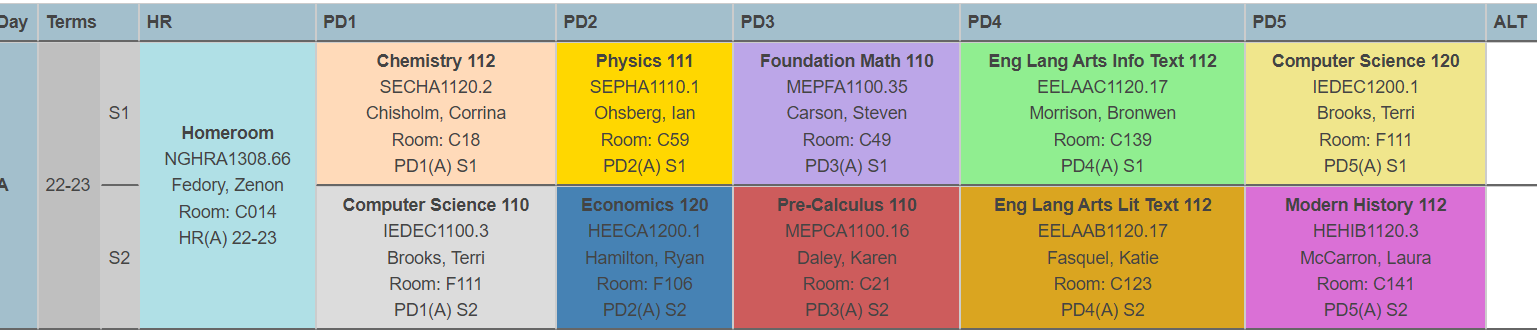 Day Terms HR PD1 PD2 PD3 PD4 PD5 ALT
A
22-23
S1
S2
Homeroom
NGHRA1308.66
Fedory, Zenon
Room: C014
HR(A) 22-23
Chemistry 112
SECHA1120.2
Chisholm, Corrina
Room: C18
PD1(A) S1
Physics 111
SEPHA1110.1
Ohsberg, Ian
Room: C59
PD2(A) S1
Foundation Math 110
MEPFA1100.35
Carson, Steven
Room: C49
PD3(A) S1
Eng Lang Arts Info Text 112
EELAAC1120.17
Morrison, Bronwen
Room: C139
PD4(A) S1
Computer Science 120
IEDEC1200.1
Brooks, Terri
Room: F111
PD5(A) S1
Computer Science 110
IEDEC1100.3
Brooks, Terri
Room: F111
PD1(A) S2
Economics 120
HEECA1200.1
Hamilton, Ryan
Room: F106
PD2(A) S2
Pre-Calculus 110
MEPCA1100.16
Daley, Karen
Room: C21
PD3(A) S2
Eng Lang Arts Lit Text 112
EELAAB1120.17
Fasquel, Katie
Room: C123
PD4(A) S2
Modern History 112
HEHIB1120.3
McCarron, Laura
Room: C141
PD5(A) S2